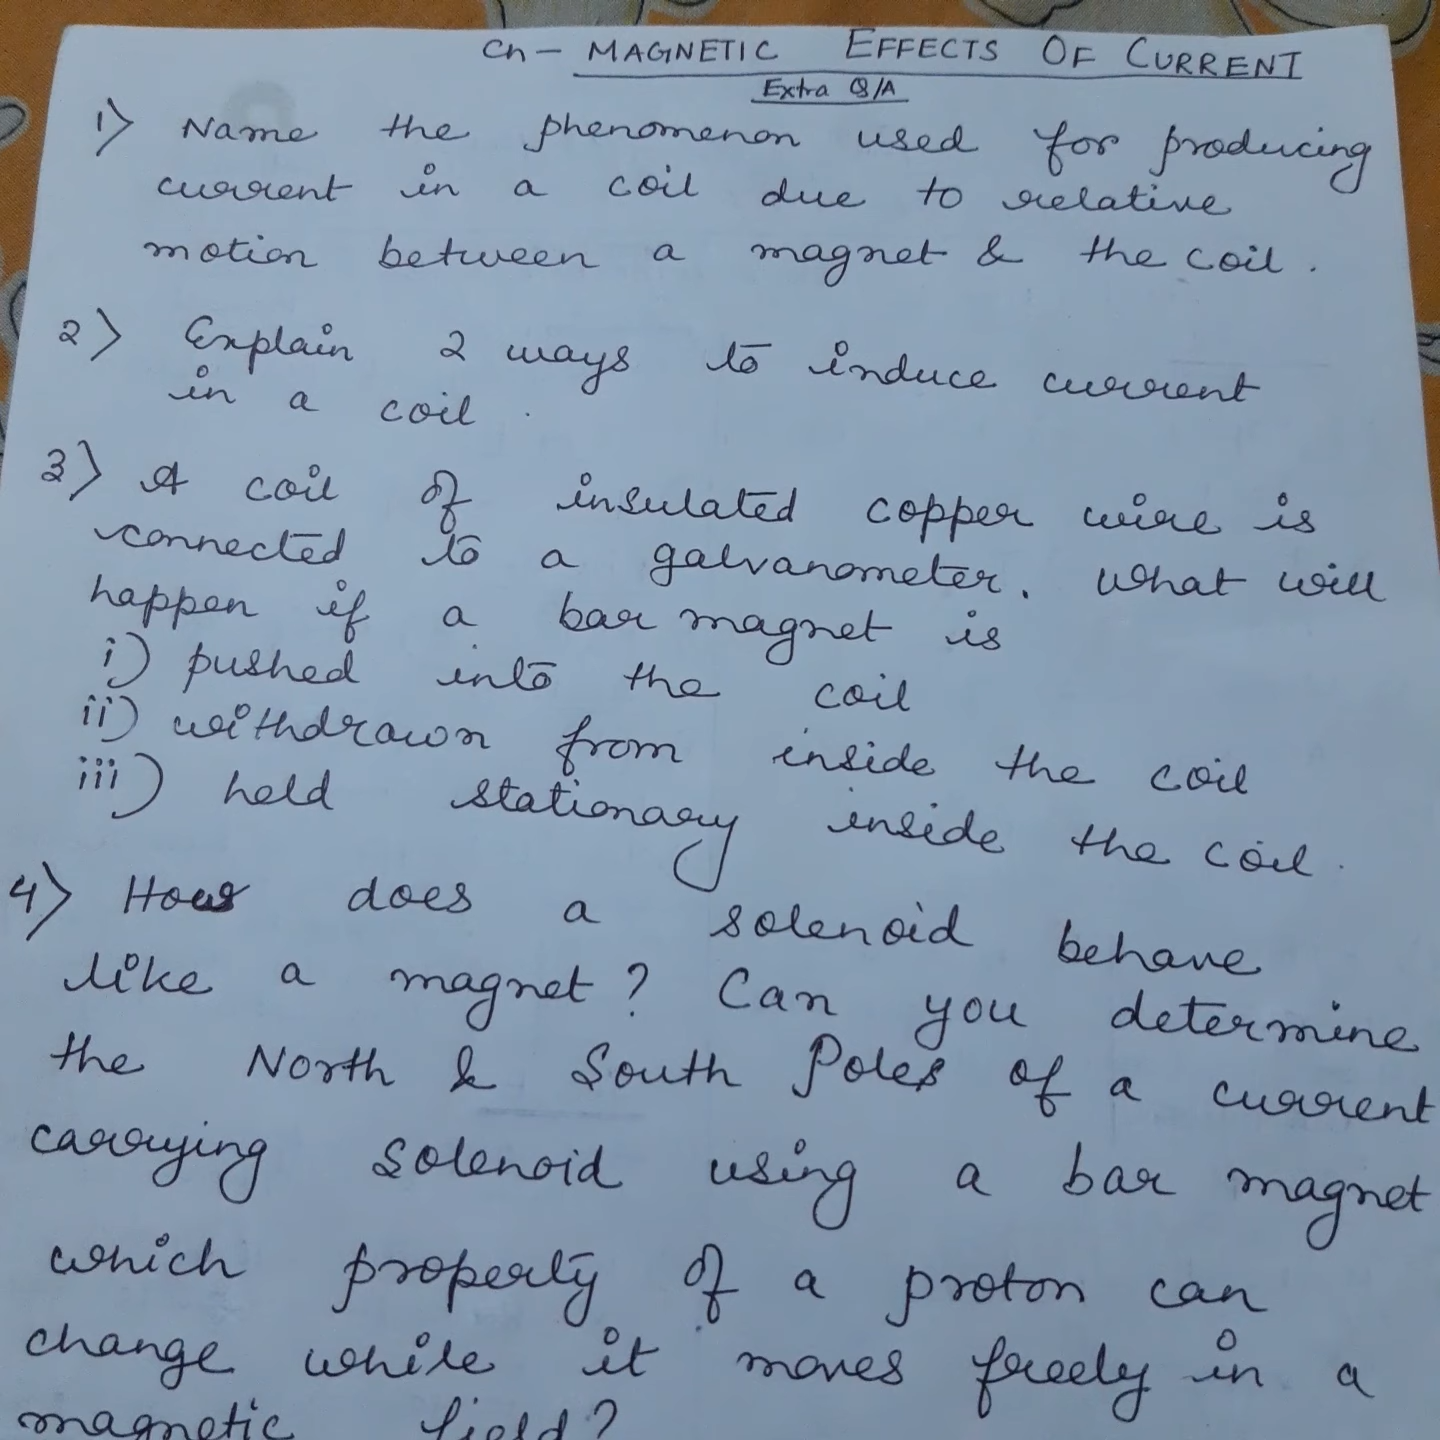 Ch - MAGNETIC EFFECTS OF CURRENT
Extra Q/A
1) Name the phenomenon used for producing
current in a coil due to relative
motion between a magnet & the coil.
2) Explain 2 ways to induce current
in a coil.
3) A coil of insulated copper wire is
connected to a galvanometer. What will
happen if a bar magnet is
i) pushed into the coil
ii) withdrawn from inside the coil
iii) held stationary inside the coil.
4) How does a solenoid behave
like a magnet? Can you determine
the North & South Poles of a current
carrying solenoid using a bar magnet
which property of a proton can
change while it moves freely in a
magnetic field?